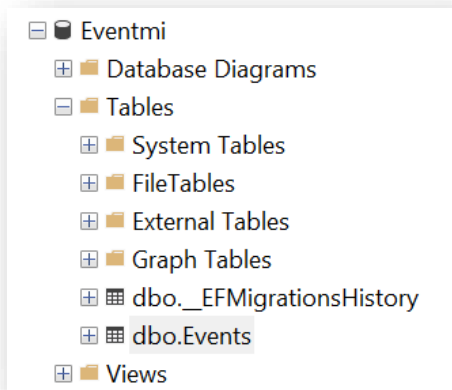 Eventmi
Database Diagrams
Tables
System Tables
FileTables
External Tables
Graph Tables
dbo.__EFMigrationsHistory
dbo.Events
Views